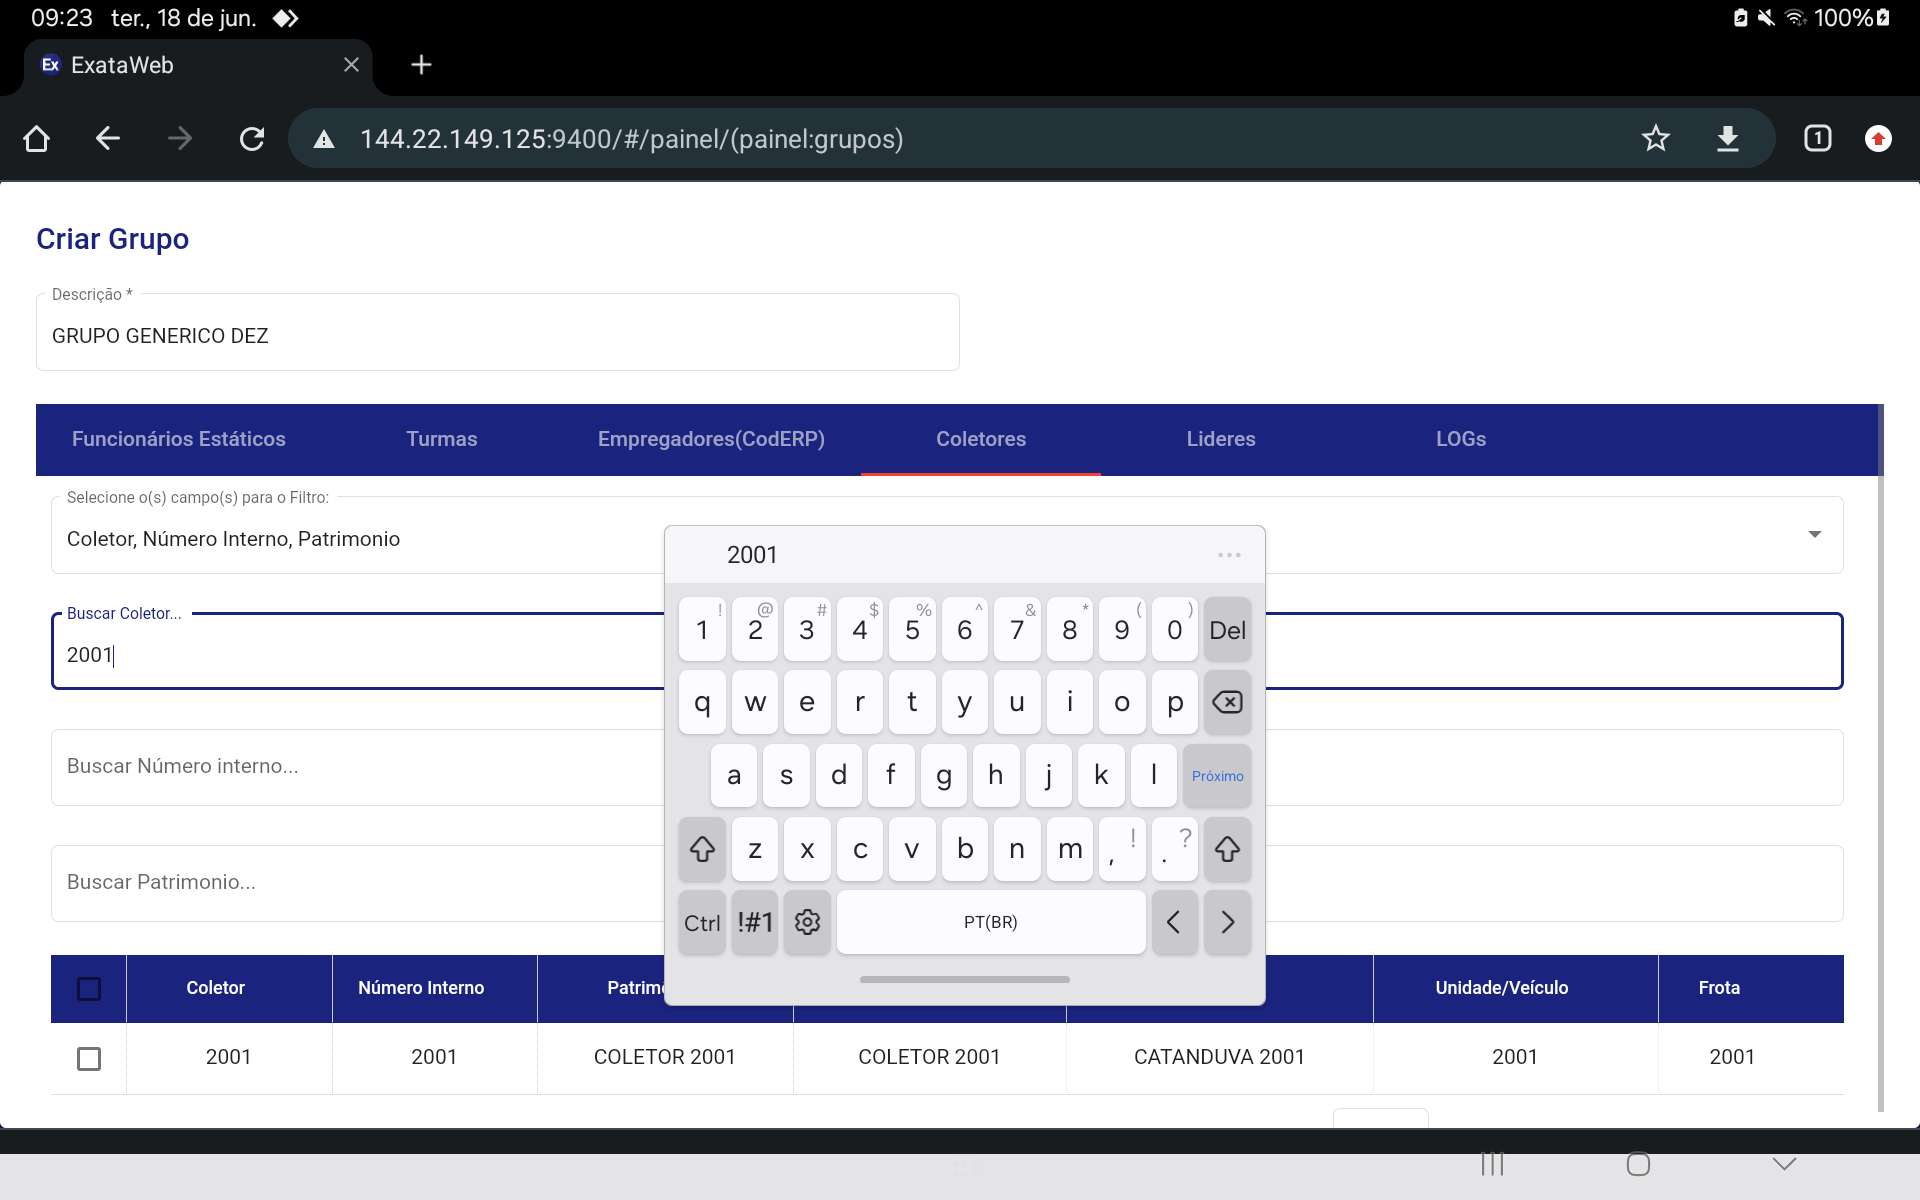 09:23 ter., 18 de jun.
100%
Ex ExataWeb
144.22.149.125:9400/#/painel/(painel:grupos)
1
Criar Grupo
Descrição *
GRUPO GENERICO DEZ
Funcionários Estáticos Turmas Empregadores(CodERP) Coletores Lideres LOGs
Selecione o(s) campo(s) para o Filtro:
Coletor, Número Interno, Patrimonio
Buscar Coletor...
2001
Buscar Número interno...
Buscar Patrimonio...
2001 ...
! @ # $ % ^ & * ( )
1 2 3 4 5 6 7 8 9 0 Del
q w e r t y u i o p
a s d f g h j k l Próximo
z x c v b n m , ! . ?
Ctrl !#1 PT(BR) < >
Coletor Número Interno Unidade/Veículo Frota
2001 2001 COLETOR 2001 COLETOR 2001 CATANDUVA 2001 2001 2001